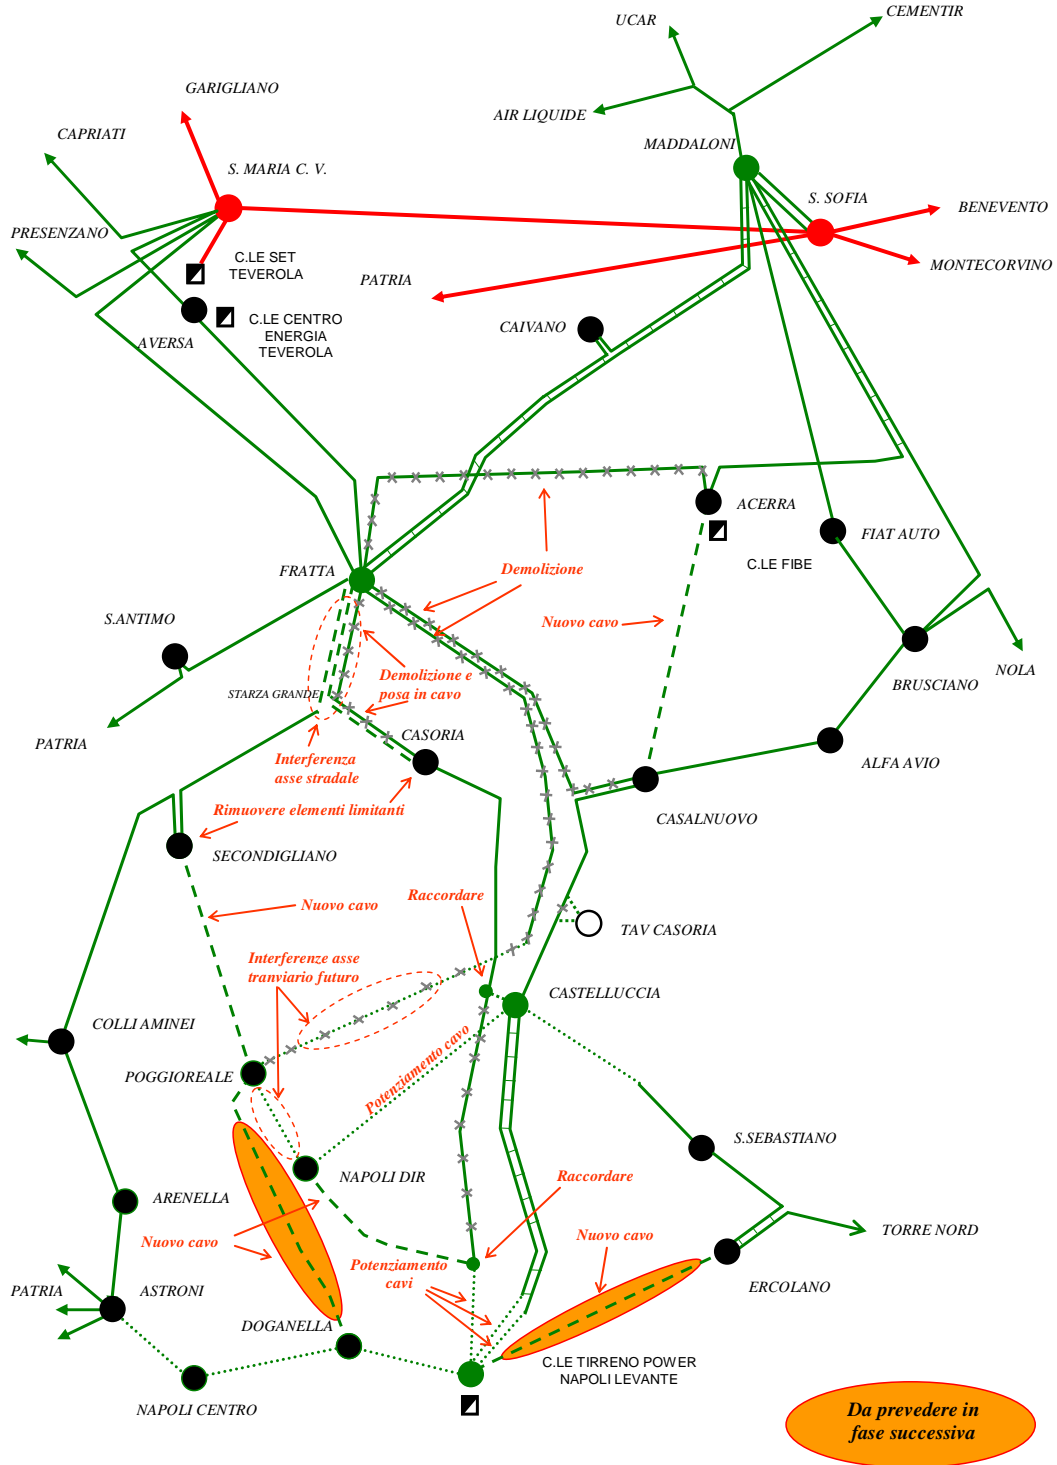 UCAR
CEMENTIR
GARIGLIANO
AIR LIQUIDE
CAPRIATI
MADDALONI
S. MARIA C. V.
S. SOFIA
BENEVENTO
PRESENZANO
C.LE SET
TEVEROLA
MONTECORVINO
PATRIA
C.LE CENTRO
ENERGIA
TEVEROLA
CAIVANO
AVERSA
ACERRA
FIAT AUTO
C.LE FIBE
FRATTA
Demolizione
S.ANTIMO
Nuovo cavo
NOLA
BRUSCIANO
Demolizione e
posa in cavo
STARZA GRANDE
PATRIA
CASORIA
Interferenza
asse stradale
ALFA AVIO
Rimuovere elementi limitanti
CASALNUOVO
SECONDIGLIANO
Raccordare
Nuovo cavo
TAV CASORIA
Interferenze asse
tranviario futuro
CASTELLUCCIA
COLLI AMINEI
Potenziamento cavo
POGGIOREALE
S.SEBASTIANO
NAPOLI DIR
Raccordare
ARENELLA
Nuovo cavo
TORRE NORD
Nuovo cavo
Potenziamento
cavi
PATRIA
ASTRONI
ERCOLANO
DOGANELLA
C.LE TIRRENO POWER
NAPOLI LEVANTE
NAPOLI CENTRO
Da prevedere in
fase successiva